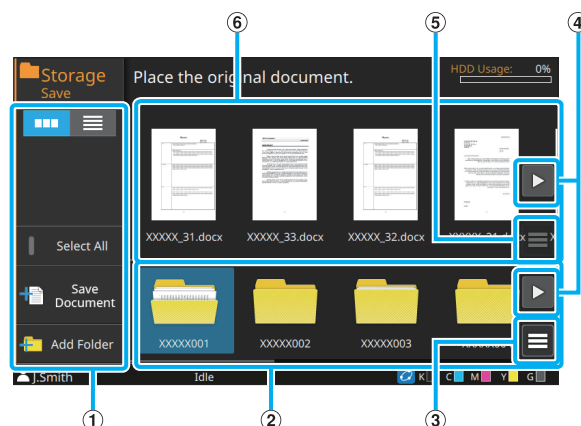 6
5
4
Storage
Save
Place the original document.
HDD Usage: 0%
XXXXX_31.docx
XXXXX_33.docx
XXXXX_32.docx
Select All
Save
Document
Add Folder
XXXXX001
XXXXX002
XXXXX003
J.Smith
Idle
K C M Y G
1
2
3